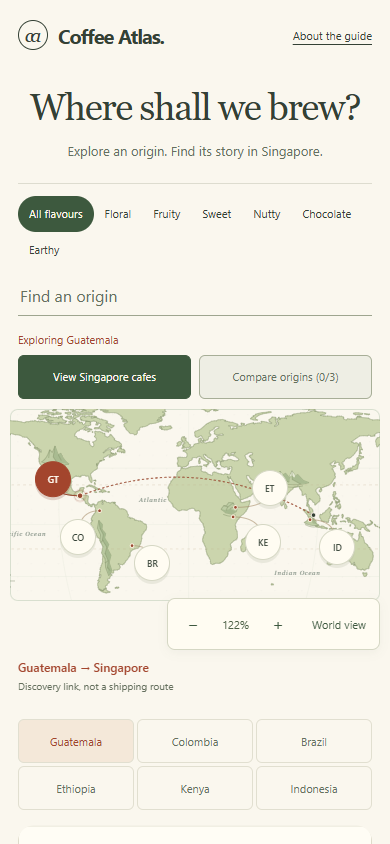 ca Coffee Atlas. About the guide
Where shall we brew?
Explore an origin. Find its story in Singapore.
All flavours Floral Fruity Sweet Nutty Chocolate
Earthy
Find an origin
Exploring Guatemala
View Singapore cafes Compare origins (0/3)
GT
ET
Atlantic
CO
ific Ocean
KE
ID
BR
Indian Ocean
− 122% + World view
Guatemala → Singapore
Discovery link, not a shipping route
Guatemala Colombia Brazil
Ethiopia Kenya Indonesia